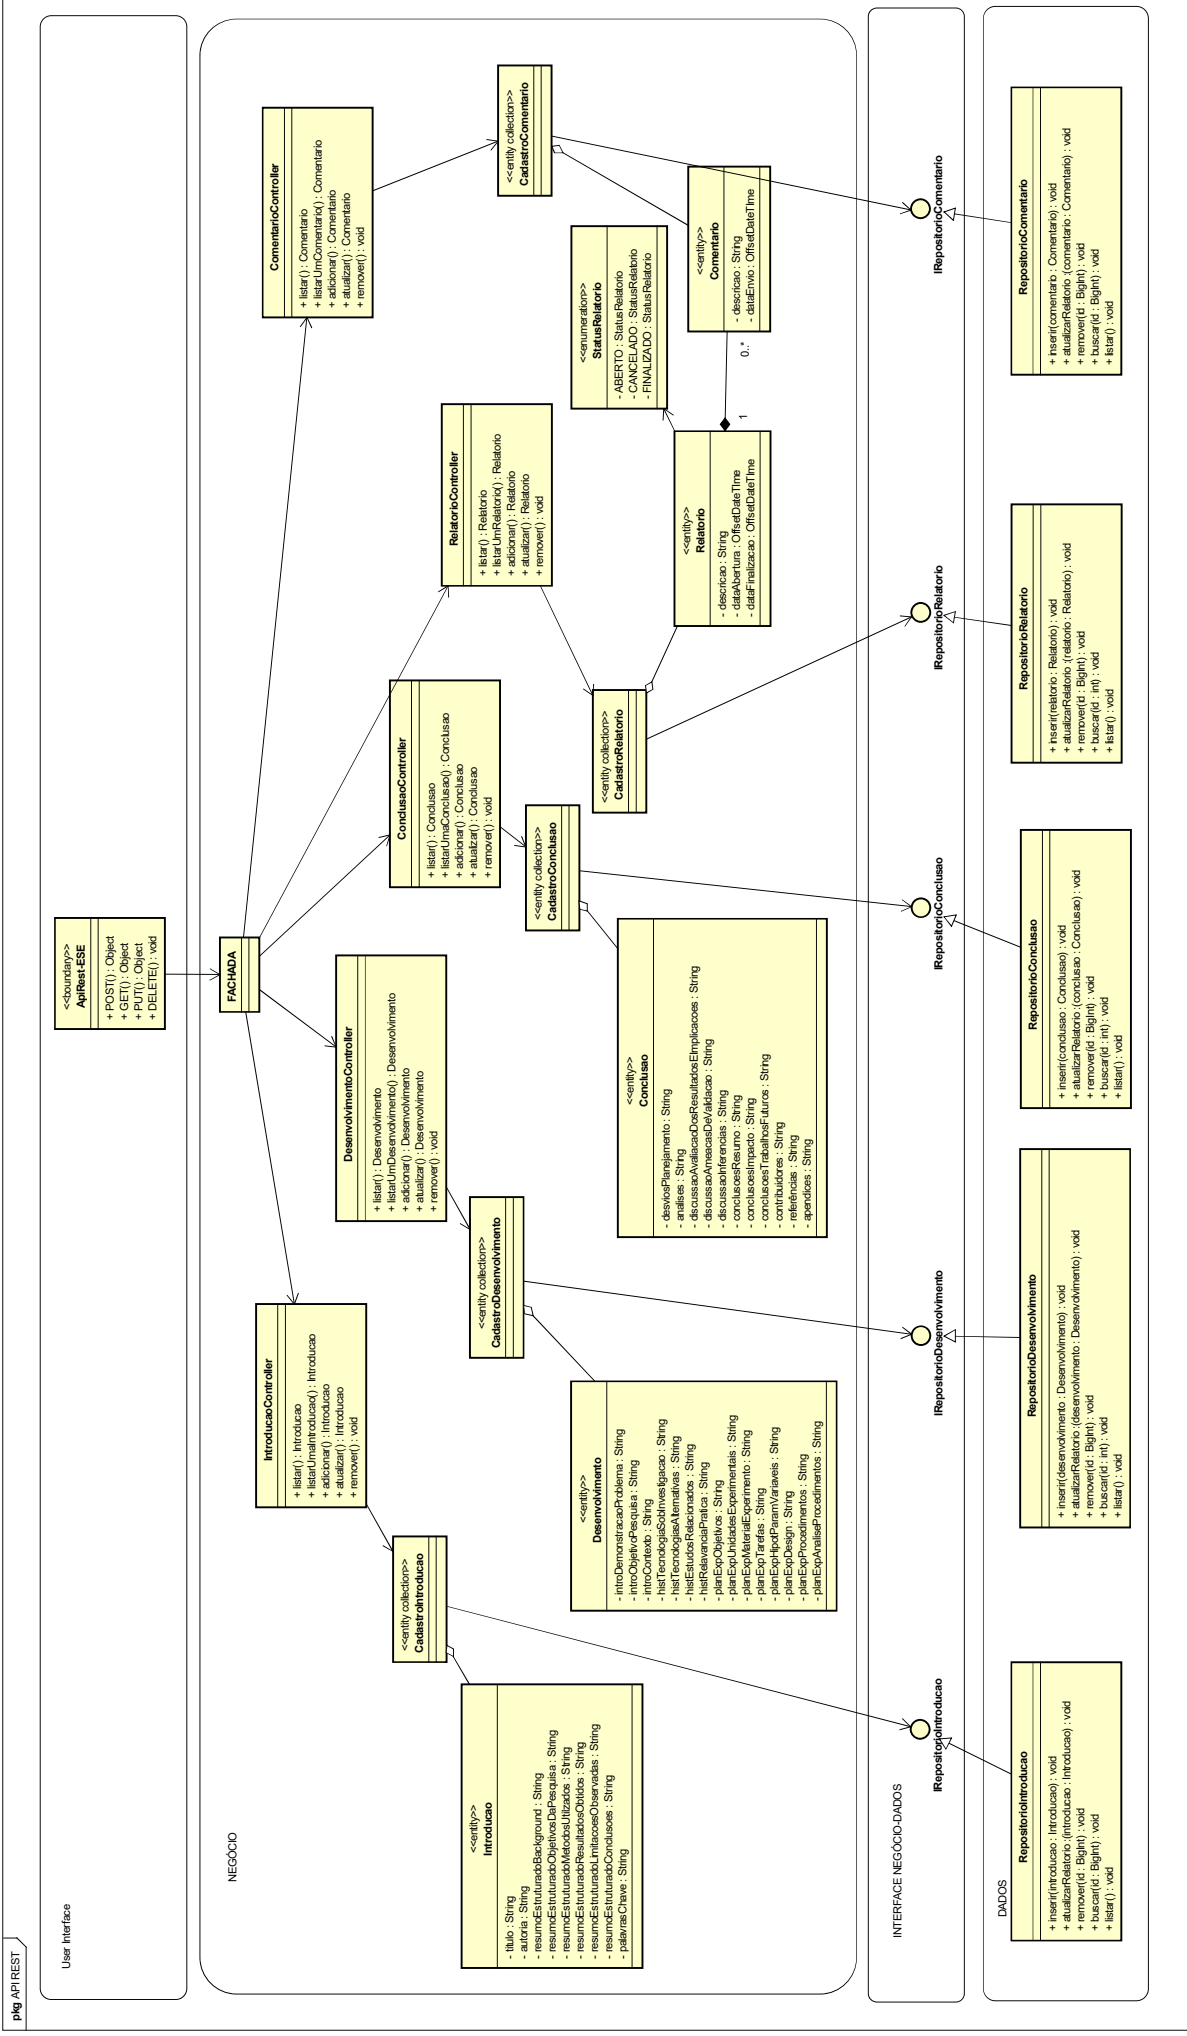 pkg API REST
User Interface
<<boundary>>
ApiRest-ESE
+ POST() : Object
+ GET() : Object
+ PUT() : Object
+ DELETE() : void
NEGÓCIO
FACHADA
IntroducaoController
+ listar() : Introducao
+ listarUmaIntroducao() : Introducao
+ adicionar() : Introducao
+ atualizar() : Introducao
+ remover() : void
DesenvolvimentoController
+ listar() : Desenvolvimento
+ listarUmDesenvolvimento() : Desenvolvimento
+ adicionar() : Desenvolvimento
+ atualizar() : Desenvolvimento
+ remover() : void
ConclusaoController
+ listar() : Conclusao
+ listarUmaConclusao() : Conclusao
+ adicionar() : Conclusao
+ atualizar() : Conclusao
+ remover() : void
RelatorioController
+ listar() : Relatorio
+ listarUmRelatorio() : Relatorio
+ adicionar() : Relatorio
+ atualizar() : Relatorio
+ remover() : void
ComentarioController
+ listar() : Comentario
+ listarUmComentario() : Comentario
+ adicionar() : Comentario
+ atualizar() : Comentario
+ remover() : void
<<entity collection>>
CadastroIntroducao
<<entity collection>>
CadastroDesenvolvimento
<<entity collection>>
CadastroConclusao
<<entity collection>>
CadastroRelatorio
<<entity collection>>
CadastroComentario
<<entity>>
Introducao
- titulo : String
- autoria : String
- resumoEstruturadoBackground : String
- resumoEstruturadoObjetivosDaPesquisa : String
- resumoEstruturadoMetodosUtilizados : String
- resumoEstruturadoResultadosObtidos : String
- resumoEstruturadoLimitacoesObservadas : String
- resumoEstruturadoConclusoes : String
- palavrasChave : String
<<entity>>
Desenvolvimento
- introDemonstracaoProblema : String
- introObjetivoPesquisa : String
- introContexto : String
- histTecnologiaSobInvestigacao : String
- histTecnologiasAlternativas : String
- histEstudosRelacionados : String
- histRelavanciaPratica : String
- planExpObjetivos : String
- planExpUnidadesExperimentais : String
- planExpMaterialExperimento : String
- planExpTarefas : String
- planExpHipotParamVariaveis : String
- planExpDesign : String
- planExpProcedimentos : String
- planExpAnaliseProcedimentos : String
<<entity>>
Conclusao
- desviosPlanejamento : String
- analises : String
- discussaoAvaliacaoDosResultadosEImplicacoes : String
- discussaoAmeacasDeValidacao : String
- discussaoInferencias : String
- conclusoesResumo : String
- conclusoesImpacto : String
- conclusoesTrabalhosFuturos : String
- contribuidores : String
- referências : String
- apendices : String
<<entity>>
Relatorio
- descricao : String
- dataAbertura : OffsetDateTIme
- dataFinalizacao : OffsetDateTIme
<<enumeration>>
StatusRelatorio
- ABERTO : StatusRelatorio
- CANCELADO : StatusRelatorio
- FINALIZADO : StatusRelatorio
<<entity>>
Comentario
- descricao : String
- dataEnvio : OffsetDateTIme
1
0..*
INTERFACE NEGÓCIO-DADOS
IRepositorioIntroducao
IRepositorioDesenvolvimento
IRepositorioConclusao
IRepositorioRelatorio
IRepositorioComentario
DADOS
RepositorioIntroducao
+ inserir(introducao : Introducao) : void
+ atualizarRelatorio :(introducao : Introducao) : void
+ remover(id : BigInt) : void
+ buscar(id : BigInt) : void
+ listar() : void
RepositorioDesenvolvimento
+ inserir(desenvolvimento : Desenvolvimento) : void
+ atualizarRelatorio :(desenvolvimento : Desenvolvimento) : void
+ remover(id : BigInt) : void
+ buscar(id : int) : void
+ listar() : void
RepositorioConclusao
+ inserir(conclusao : Conclusao) : void
+ atualizarRelatorio :(conclusao : Conclusao) : void
+ remover(id : BigInt) : void
+ buscar(id : int) : void
+ listar() : void
RepositorioRelatorio
+ inserir(relatorio : Relatorio) : void
+ atualizarRelatorio :(relatorio : Relatorio) : void
+ remover(id : BigInt) : void
+ buscar(id : int) : void
+ listar() : void
RepositorioComentario
+ inserir(comentario : Comentario) : void
+ atualizarRelatorio :(comentario : Comentario) : void
+ remover(id : BigInt) : void
+ buscar(id : BigInt) : void
+ listar() : void